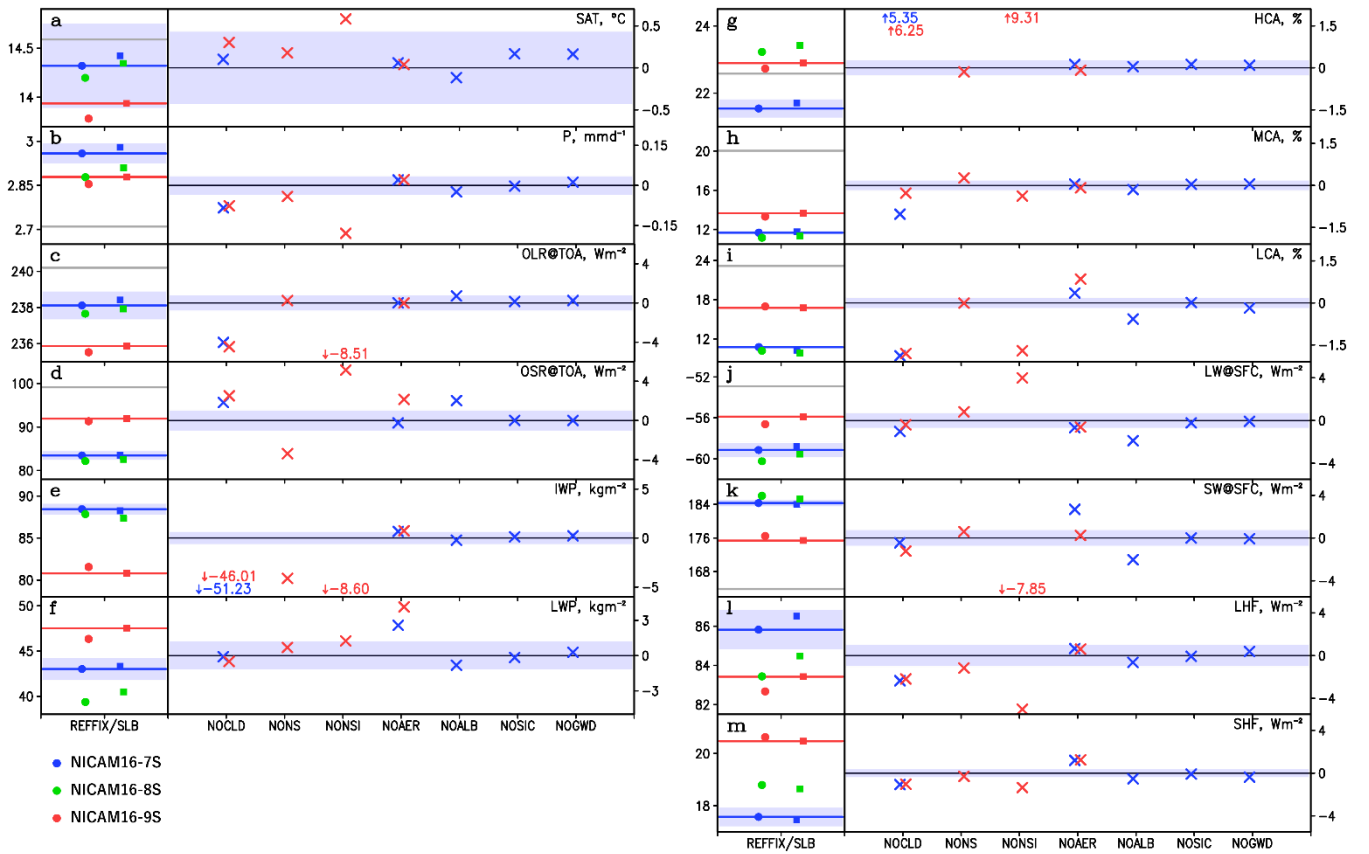 a
SAT, °C
14.5
14
0.5
0
−0.5
b
P, mmd⁻¹
3
2.85
2.7
0.15
0
−0.15
c
OLR@TOA, Wm⁻²
240
238
236
4
0
−4
↓−8.51
d
OSR@TOA, Wm⁻²
100
90
80
4
0
−4
e
IWP, kgm⁻²
90
85
80
5
0
−5
↓−46.01
↓−51.23
↓−8.60
f
LWP, kgm⁻²
50
45
40
3
0
−3
REFFIX/SLB NOCLD NONS NONSI NOAER NOALB NOSIC NOGWD
NICAM16-7S
NICAM16-8S
NICAM16-9S
g
HCA, %
↑5.35
↑6.25
↑9.31
24
22
1.5
0
−1.5
h
MCA, %
20
16
12
1.5
0
−1.5
i
LCA, %
24
18
12
1.5
0
−1.5
j
LW@SFC, Wm⁻²
−52
−56
−60
4
0
−4
k
SW@SFC, Wm⁻²
184
176
168
4
0
−4
↓−7.85
l
LHF, Wm⁻²
86
84
82
4
0
−4
m
SHF, Wm⁻²
20
18
4
0
−4
REFFIX/SLB NOCLD NONS NONSI NOAER NOALB NOSIC NOGWD